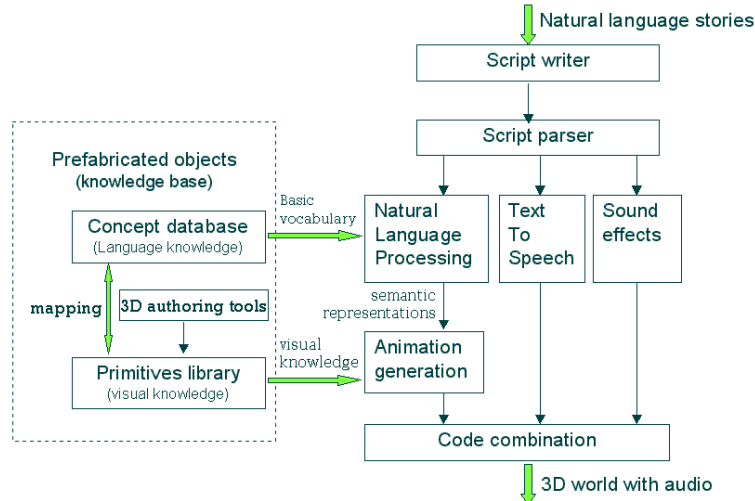 Natural language stories
Script writer
Script parser
Prefabricated objects
(knowledge base)
Concept database
(Language knowledge)
mapping
3D authoring tools
Primitives library
(visual knowledge)
Basic
vocabulary
visual
knowledge
Natural
Language
Processing
Text
To
Speech
Sound
effects
semantic
representations
Animation
generation
Code combination
3D world with audio